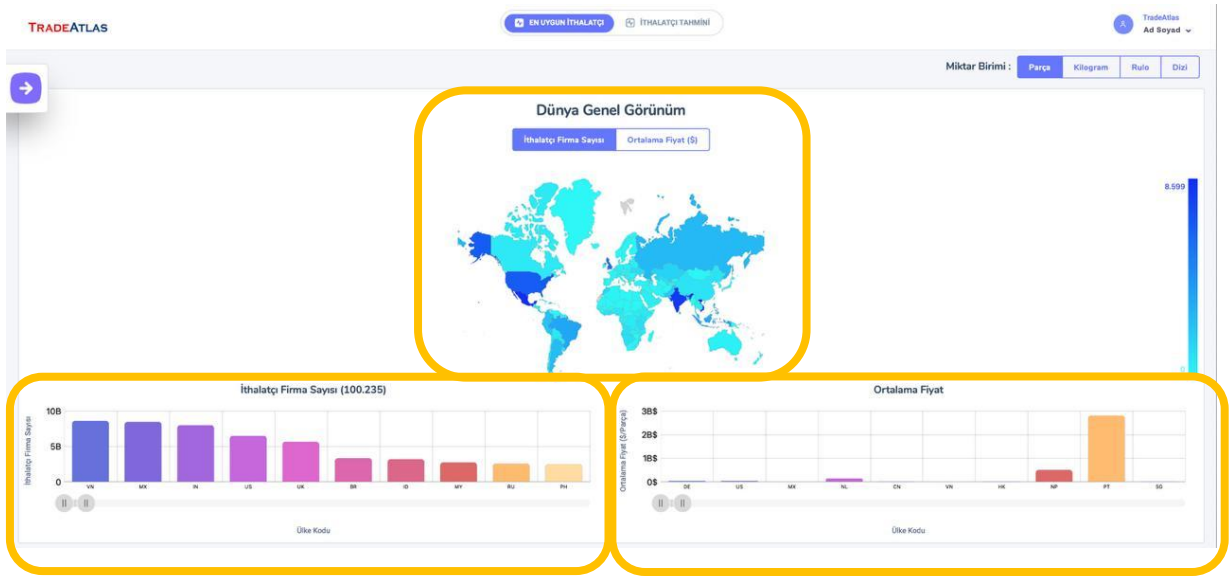 TRADEATLAS
EN UYGUN İTHALATÇI
İTHALATÇI TAHMİNİ
TradeAtlas
Ad Soyad
Miktar Birimi :
Parça
Kilogram
Rulo
Dizi
Dünya Genel Görünüm
İthalatçı Firma Sayısı
Ortalama Fiyat ($)
8.599
0
İthalatçı Firma Sayısı (100.235)
İthalatçı Firma Sayısı
10B
5B
0
VN MX IN US UK BR ID MY RU PH
Ülke Kodu
Ortalama Fiyat
Ortalama Fiyat ($/Parça)
3B$
2B$
1B$
0$
DE US MX NL CN VN HK NP PT SG
Ülke Kodu